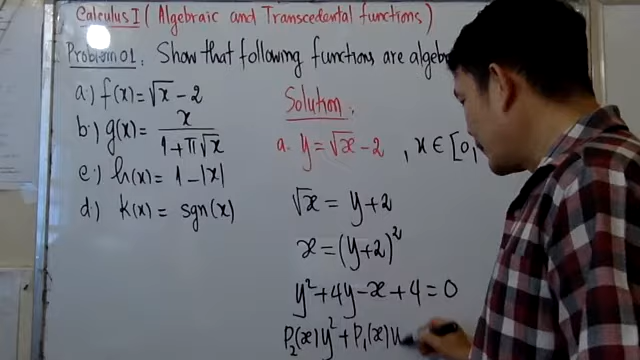 Calculus I (Algebraic and Transcedental functions)
Problem 01. Show that following functions are algeb
a.) f(x) = √x - 2
b.) g(x) = x / (1 + π√x)
c.) h(x) = 1 - |x|
d.) k(x) = sgn(x)
Solution.
a. y = √x - 2 , x ∈ [0,
√x = y + 2
x = (y + 2)²
y² + 4y - x + 4 = 0
P₂(x)y² + P₁(x)y